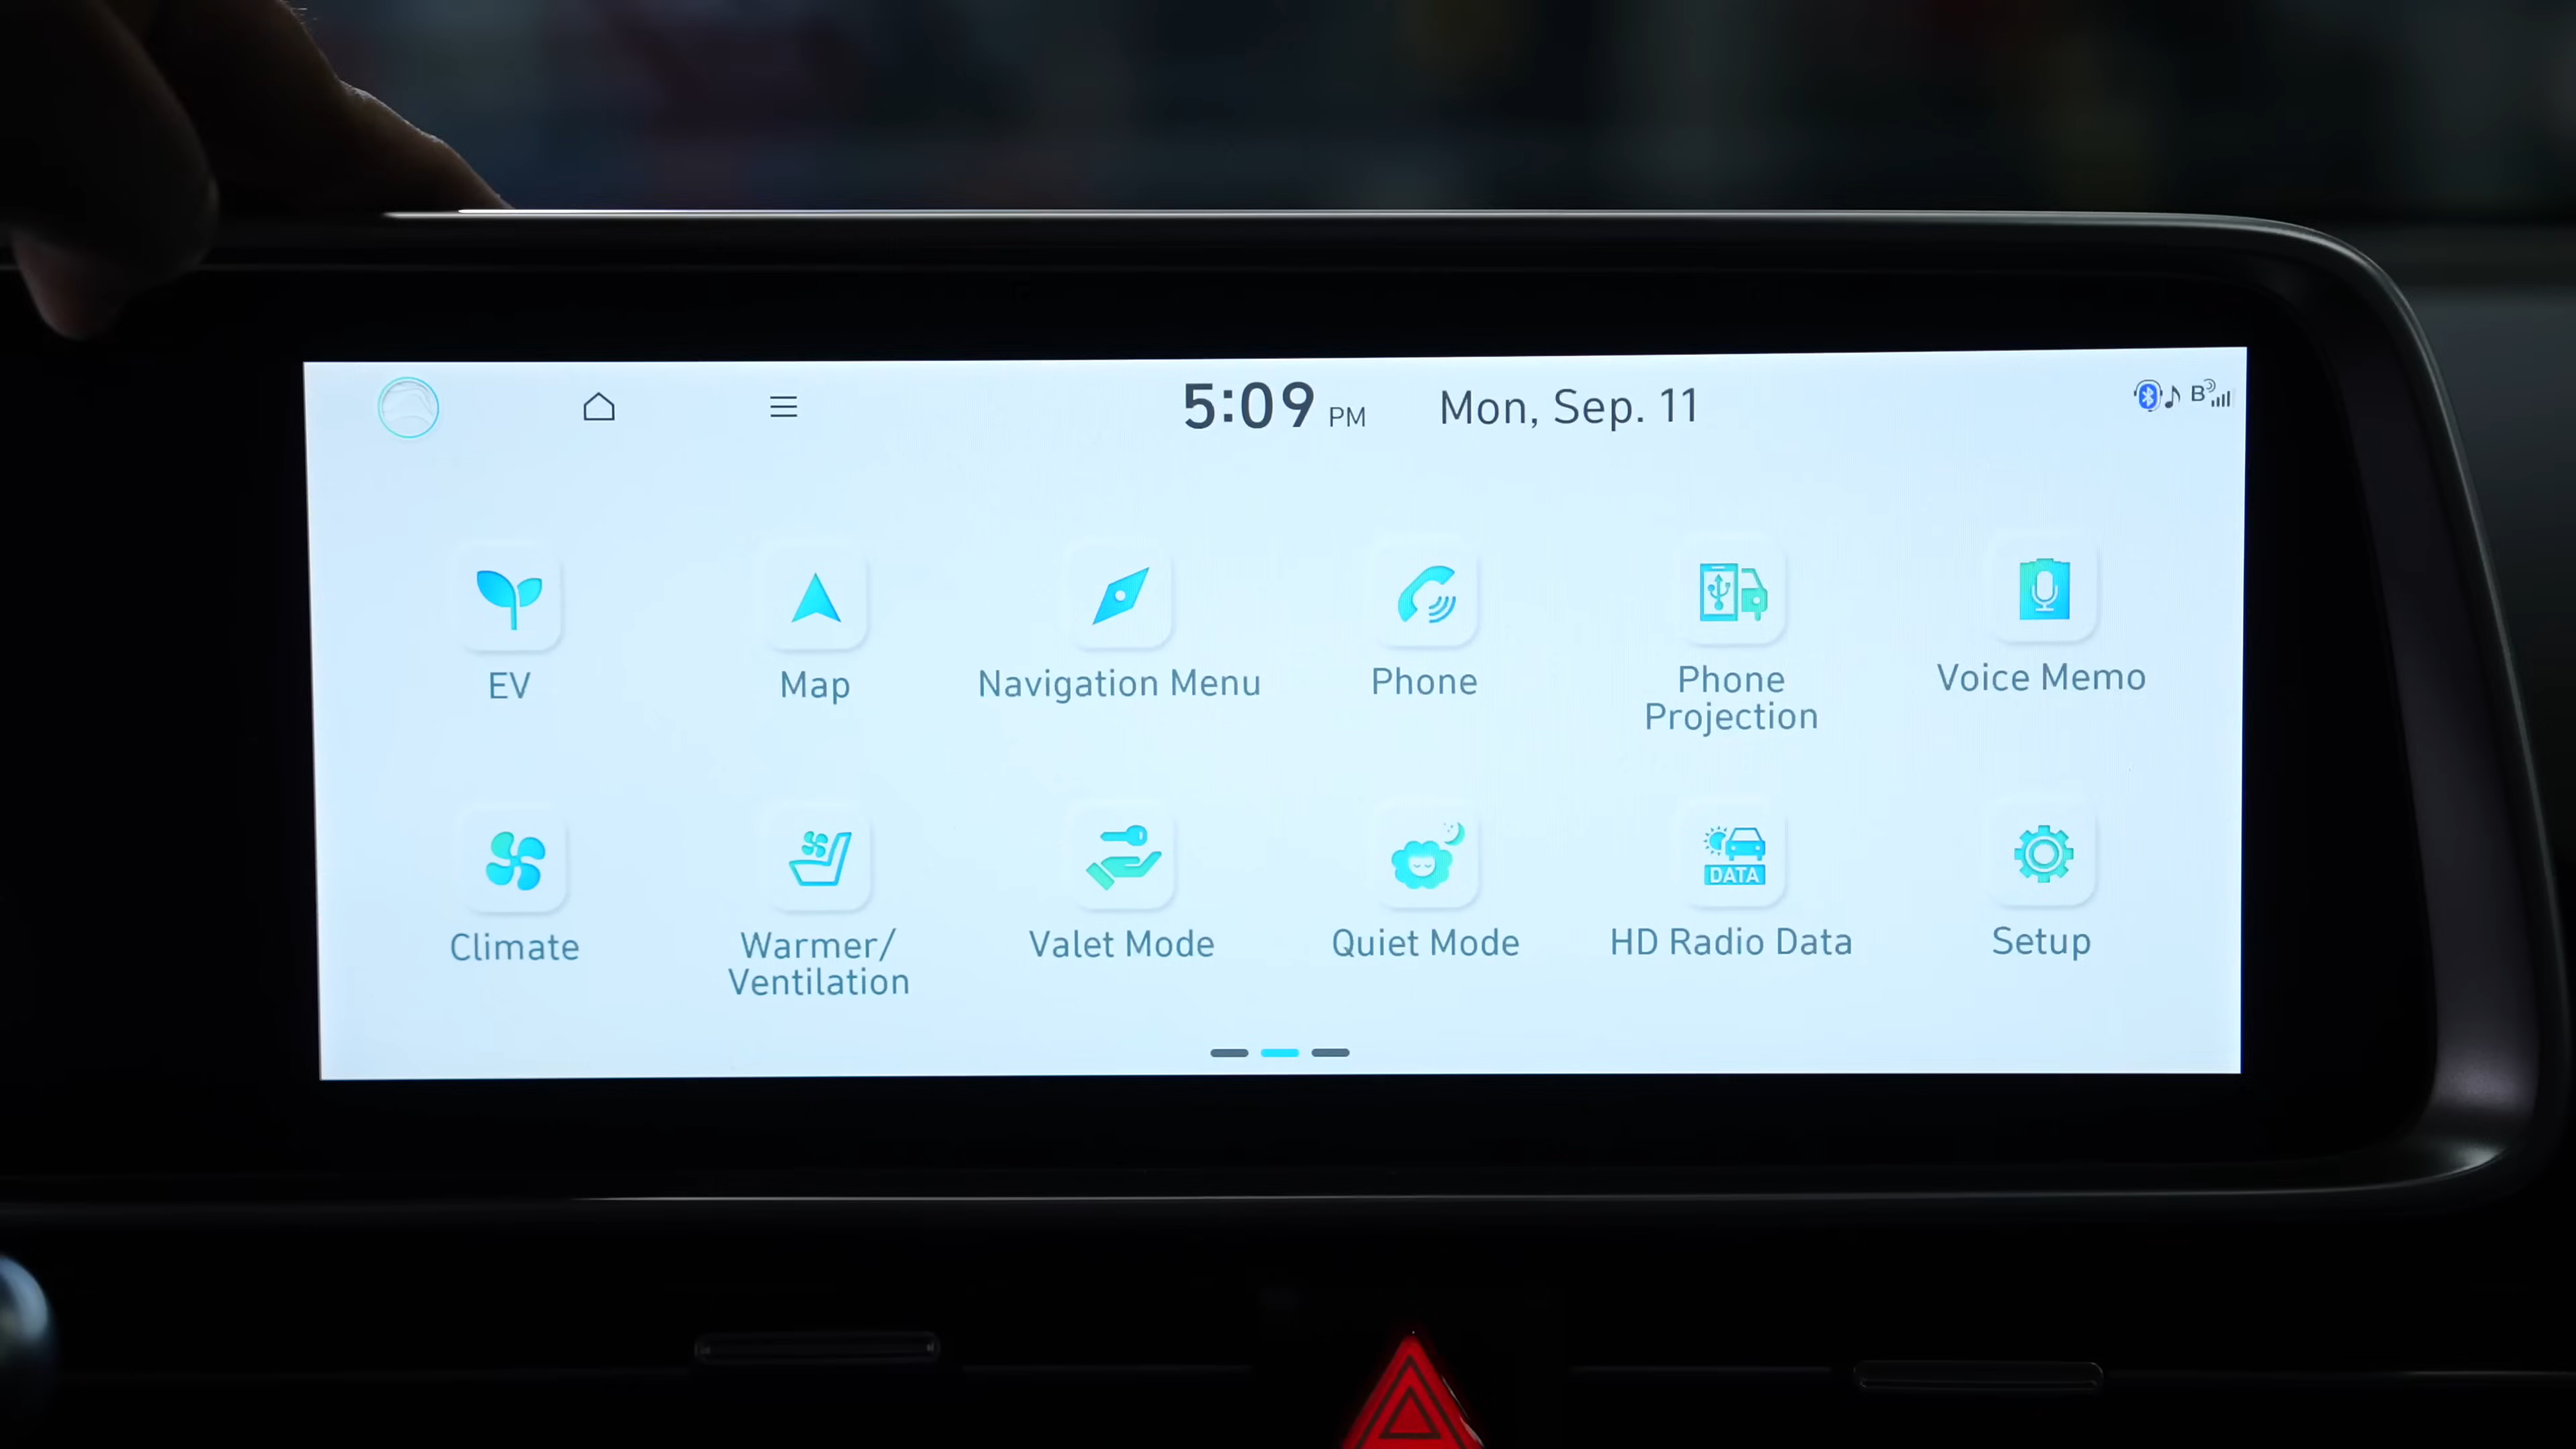 5:09 PM Mon, Sep. 11 B
EV Map Navigation Menu Phone Phone Projection Voice Memo
Climate Warmer/ Ventilation Valet Mode Quiet Mode DATA HD Radio Data Setup